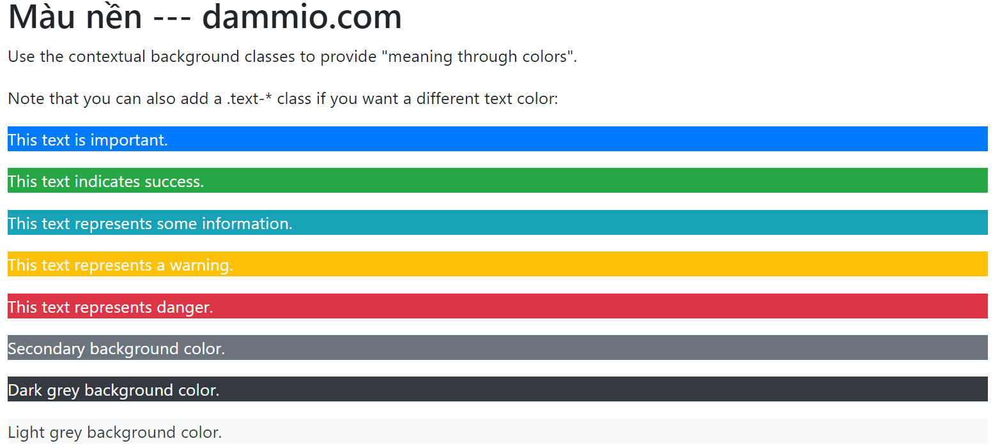 Màu nền --- dammio.com
Use the contextual background classes to provide "meaning through colors".
Note that you can also add a .text-* class if you want a different text color:
This text is important.
This text indicates success.
This text represents some information.
This text represents a warning.
This text represents danger.
Secondary background color.
Dark grey background color.
Light grey background color.